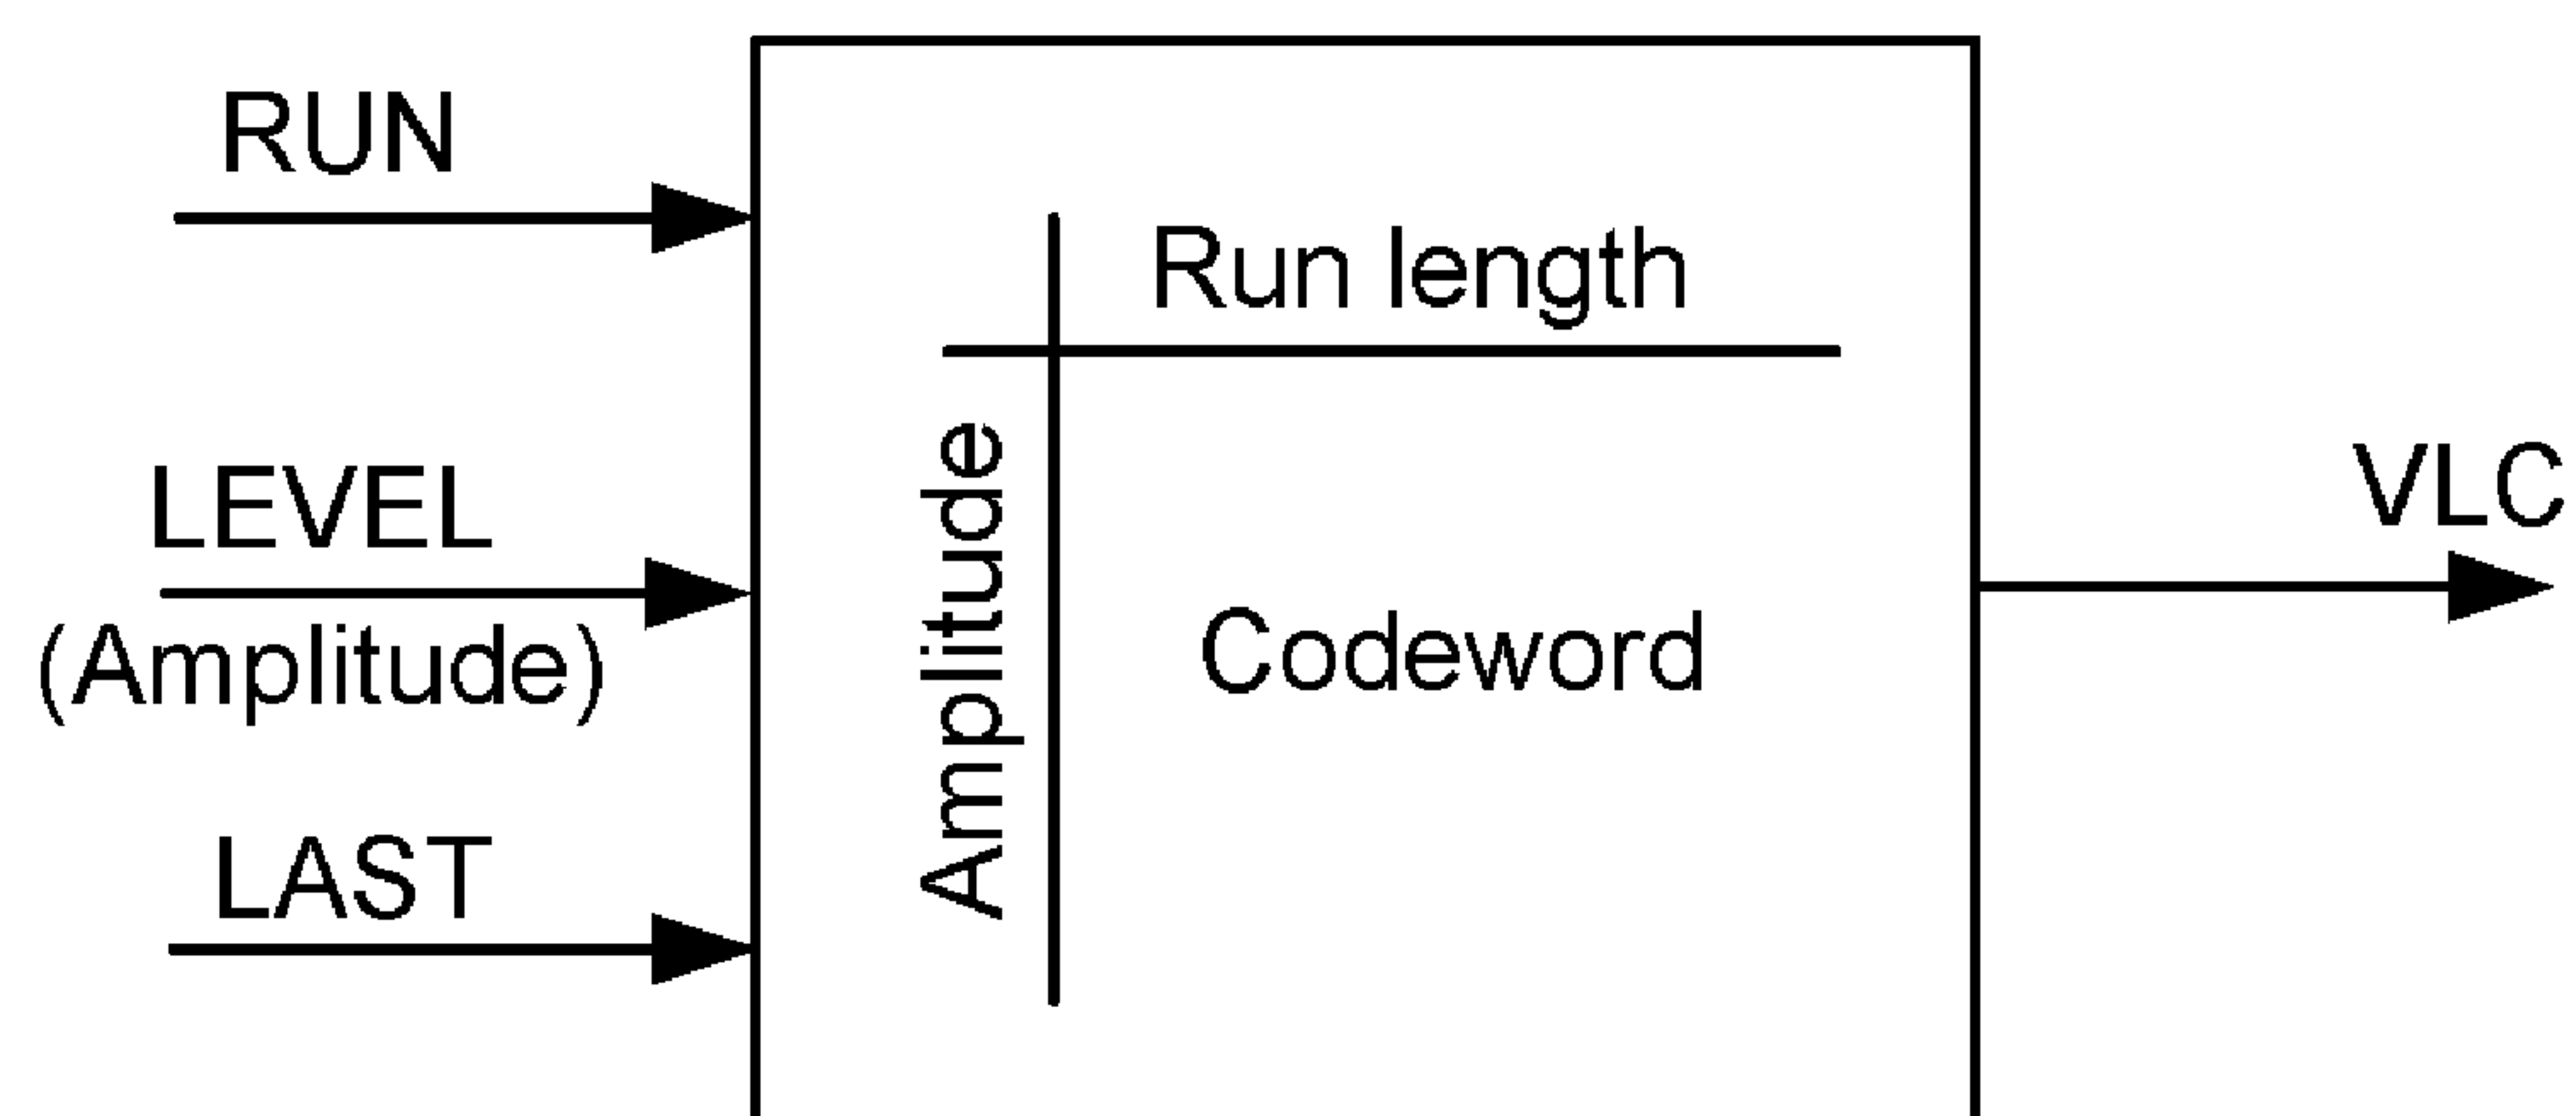 RUN
LEVEL
(Amplitude)
LAST
Run length
Amplitude
Codeword
VLC